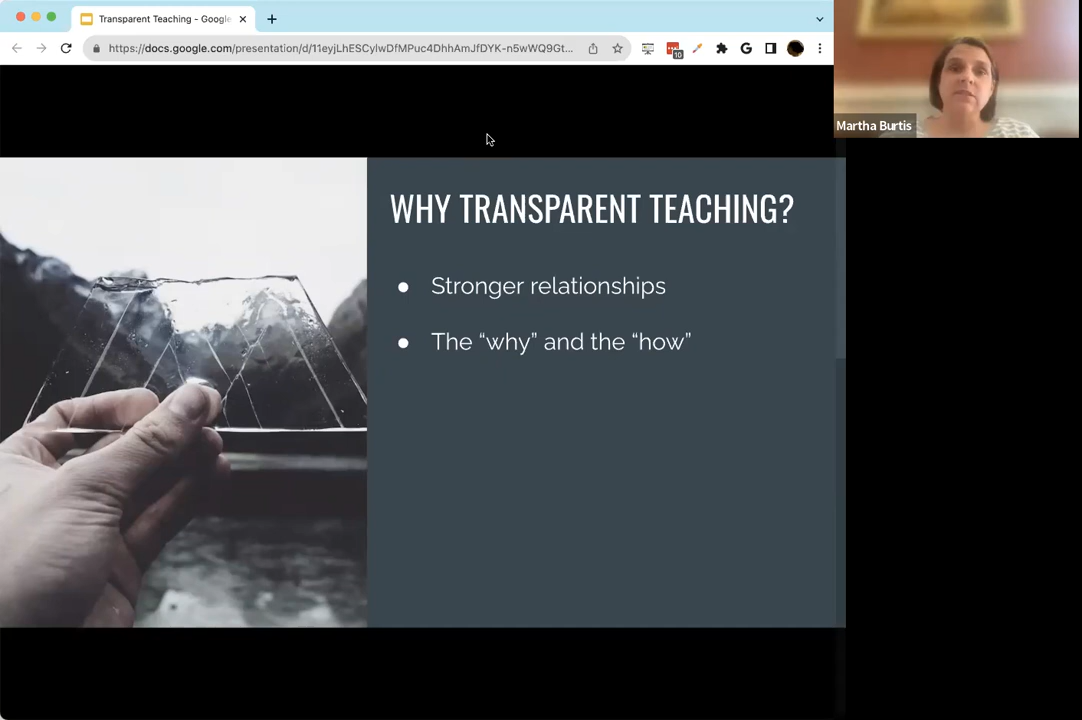 Transparent Teaching - Google
https://docs.google.com/presentation/d/11eyjLhESCylwDfMPuc4DhhAmJfDYK-n5wWQ9Gt...
10
G
Martha Burtis
WHY TRANSPARENT TEACHING?
● Stronger relationships
● The “why” and the “how”